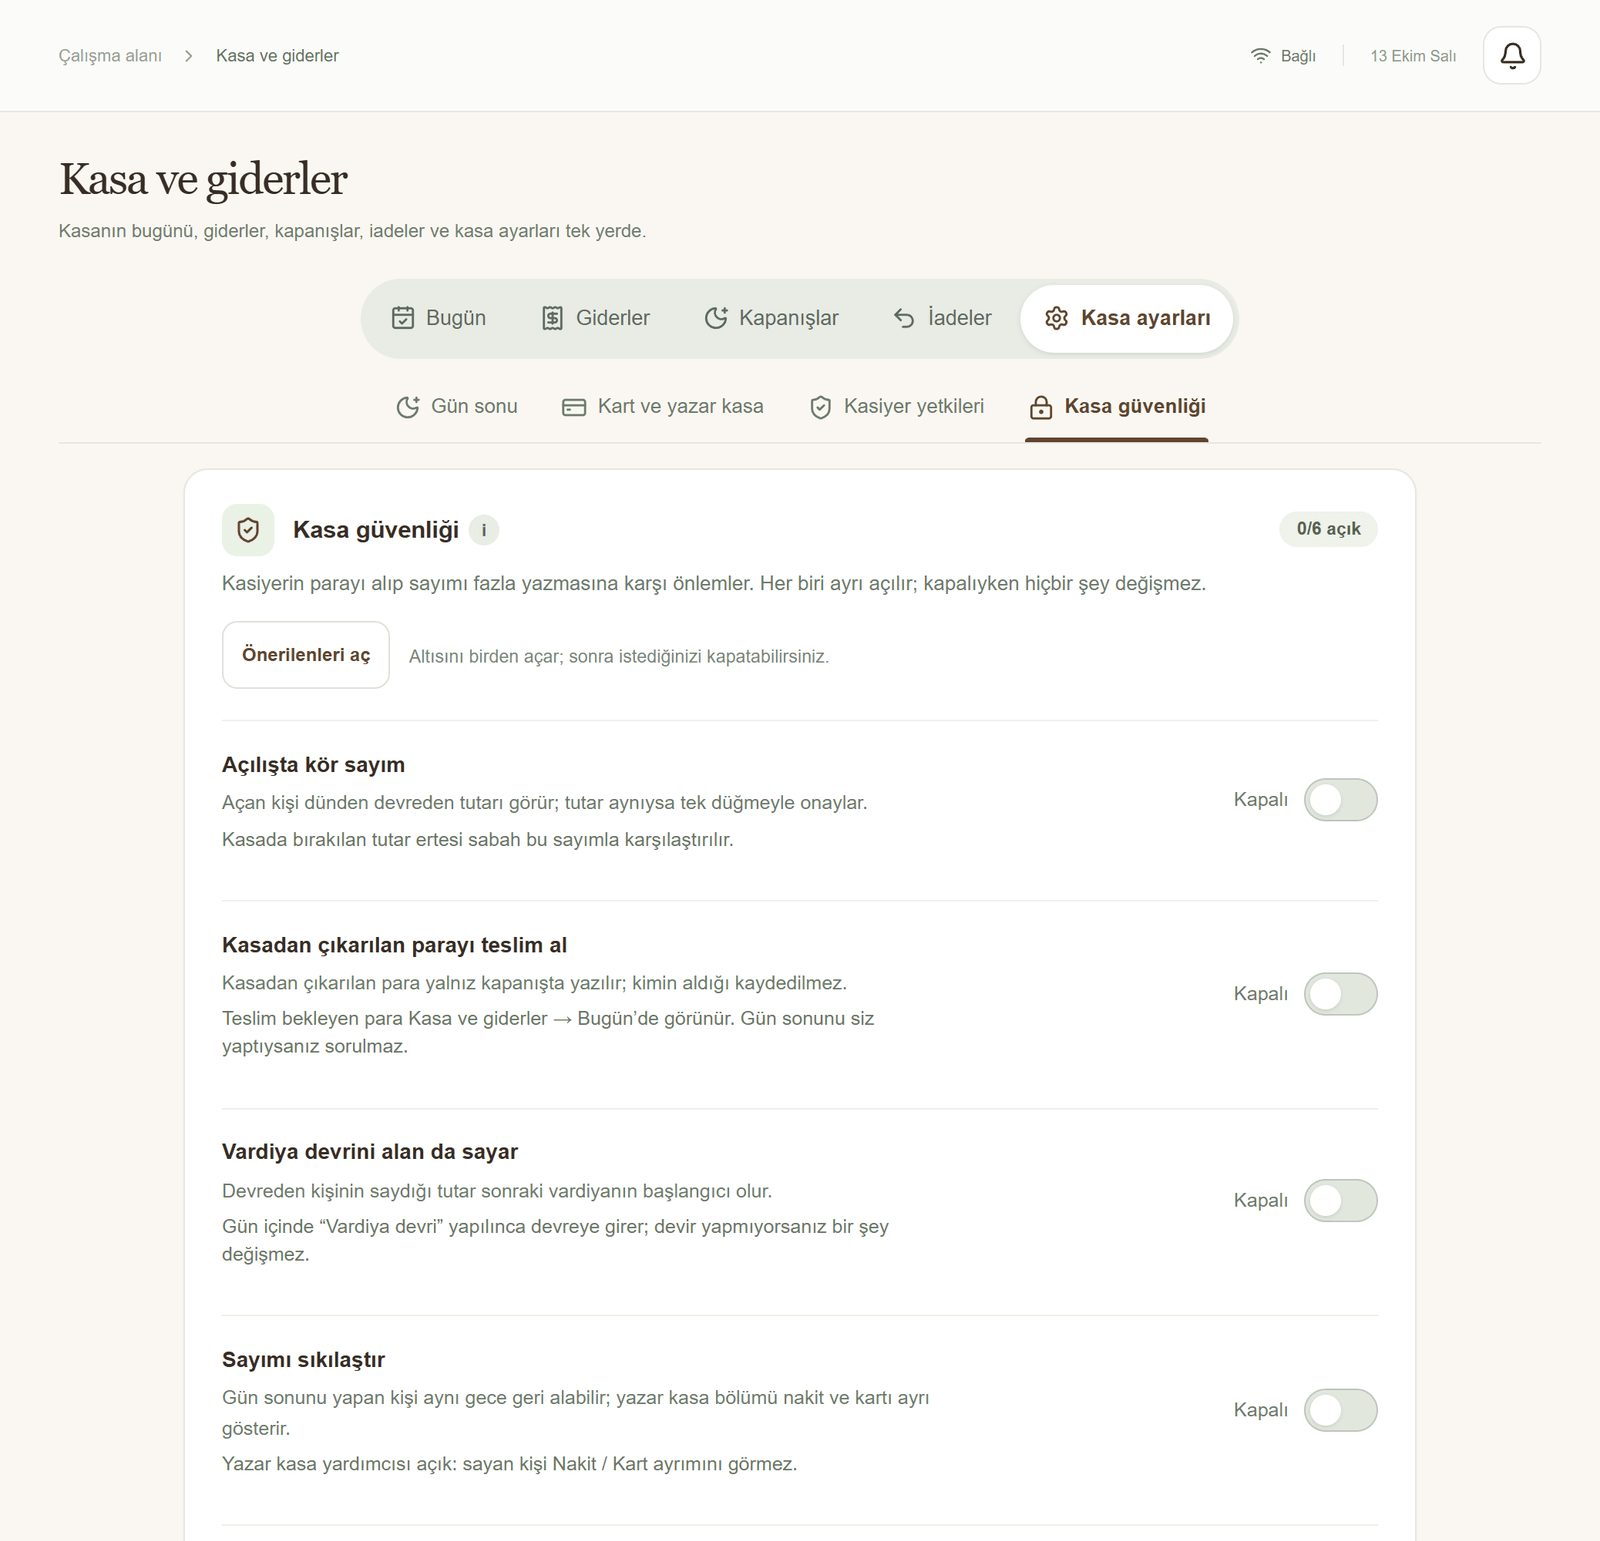 Çalışma alanı
Kasa ve giderler
Bağlı
13 Ekim Salı
Kasa ve giderler
Kasanın bugünü, giderler, kapanışlar, iadeler ve kasa ayarları tek yerde.
Bugün
Giderler
Kapanışlar
İadeler
Kasa ayarları
Gün sonu
Kart ve yazar kasa
Kasiyer yetkileri
Kasa güvenliği
Kasa güvenliği
i
0/6 açık
Kasiyerin parayı alıp sayımı fazla yazmasına karşı önlemler. Her biri ayrı açılır; kapalıyken hiçbir şey değişmez.
Önerilenleri aç
Altısını birden açar; sonra istediğinizi kapatabilirsiniz.
Açılışta kör sayım
Açan kişi dünden devreden tutarı görür; tutar aynıysa tek düğmeyle onaylar.
Kasada bırakılan tutar ertesi sabah bu sayımla karşılaştırılır.
Kapalı
Kasadan çıkarılan parayı teslim al
Kasadan çıkarılan para yalnız kapanışta yazılır; kimin aldığı kaydedilmez.
Teslim bekleyen para Kasa ve giderler → Bugün’de görünür. Gün sonunu siz
yaptıysanız sorulmaz.
Kapalı
Vardiya devrini alan da sayar
Devreden kişinin saydığı tutar sonraki vardiyanın başlangıcı olur.
Gün içinde “Vardiya devri” yapılınca devreye girer; devir yapmıyorsanız bir şey
değişmez.
Kapalı
Sayımı sıkılaştır
Gün sonunu yapan kişi aynı gece geri alabilir; yazar kasa bölümü nakit ve kartı ayrı
gösterir.
Yazar kasa yardımcısı açık: sayan kişi Nakit / Kart ayrımını görmez.
Kapalı